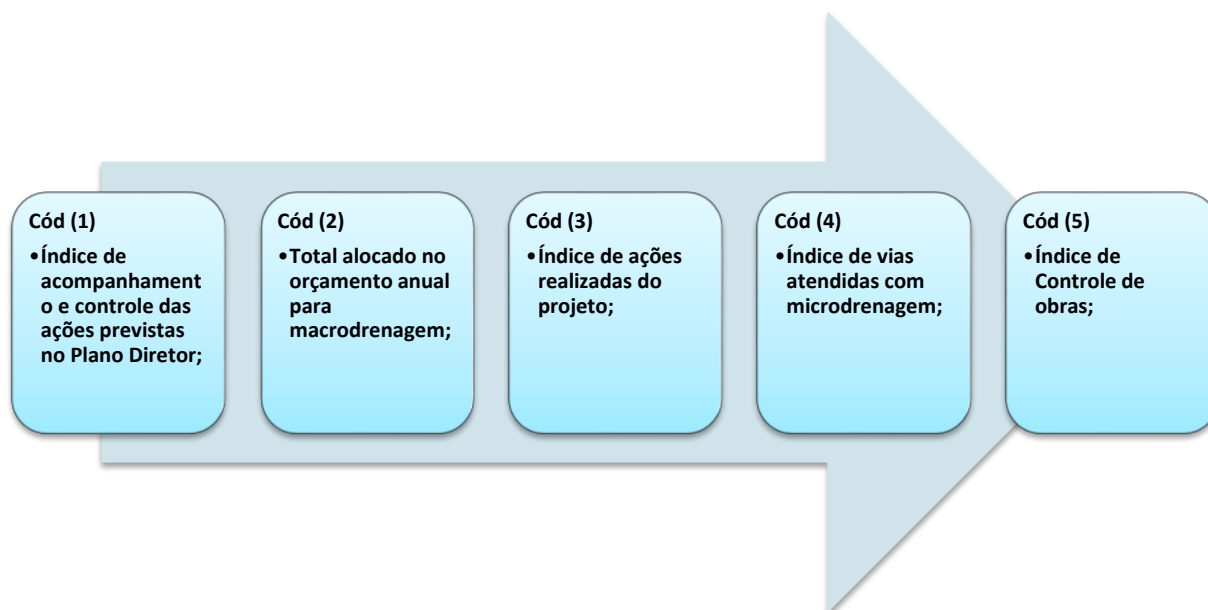 Cód (1)
•Índice de
acompanhament
o e controle das
ações previstas
no Plano Diretor;
Cód (2)
•Total alocado no
orçamento anual
para
macrodrenagem;
Cód (3)
•Índice de ações
realizadas do
projeto;
Cód (4)
•Índice de vias
atendidas com
microdrenagem;
Cód (5)
•Índice de
Controle de
obras;